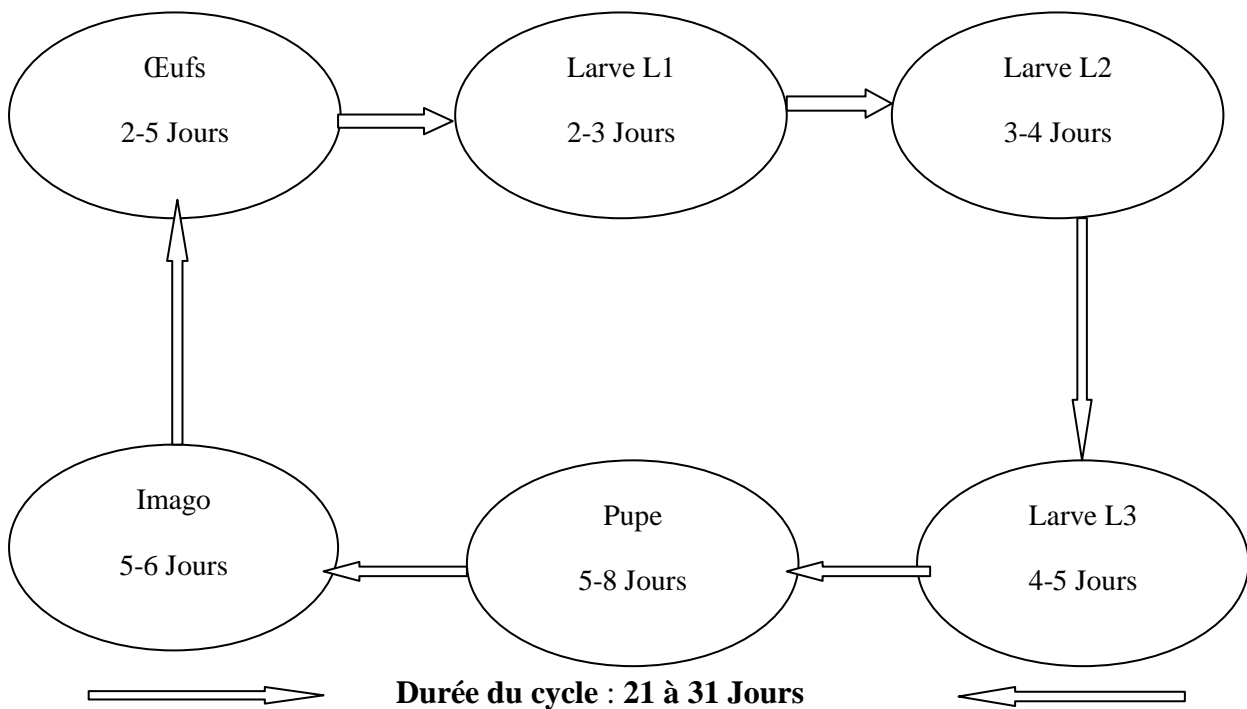 Œufs
2-5 Jours
Larve L1
2-3 Jours
Larve L2
3-4 Jours
Imago
5-6 Jours
Pupe
5-8 Jours
Larve L3
4-5 Jours
Durée du cycle : 21 à 31 Jours